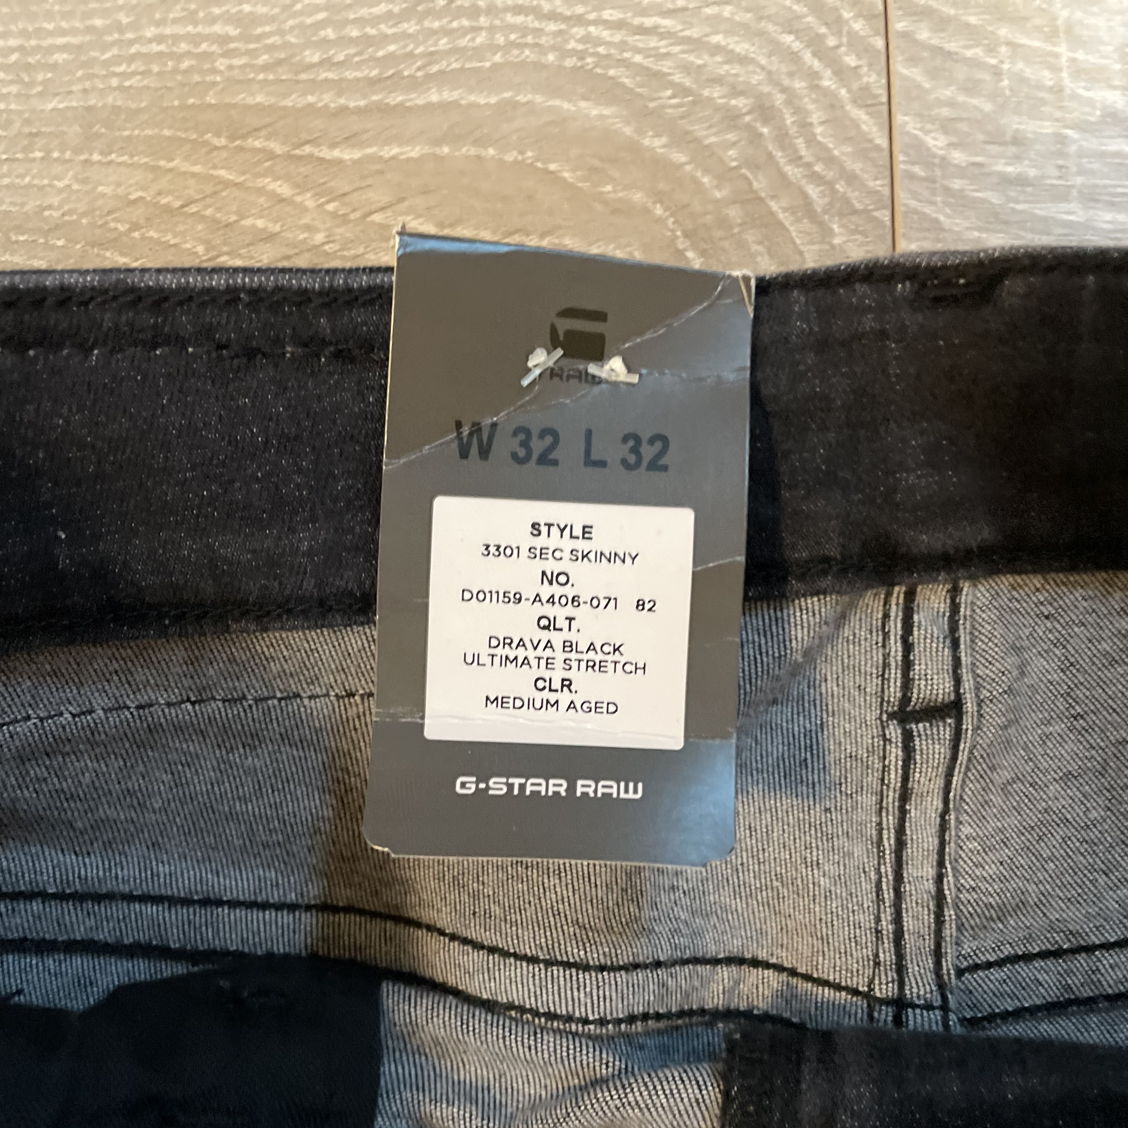 RAW
W 32 L 32
STYLE
3301 SEC SKINNY
NO.
D01159-A406-071 82
QLT.
DRAVA BLACK
ULTIMATE STRETCH
CLR.
MEDIUM AGED
G-STAR RAW